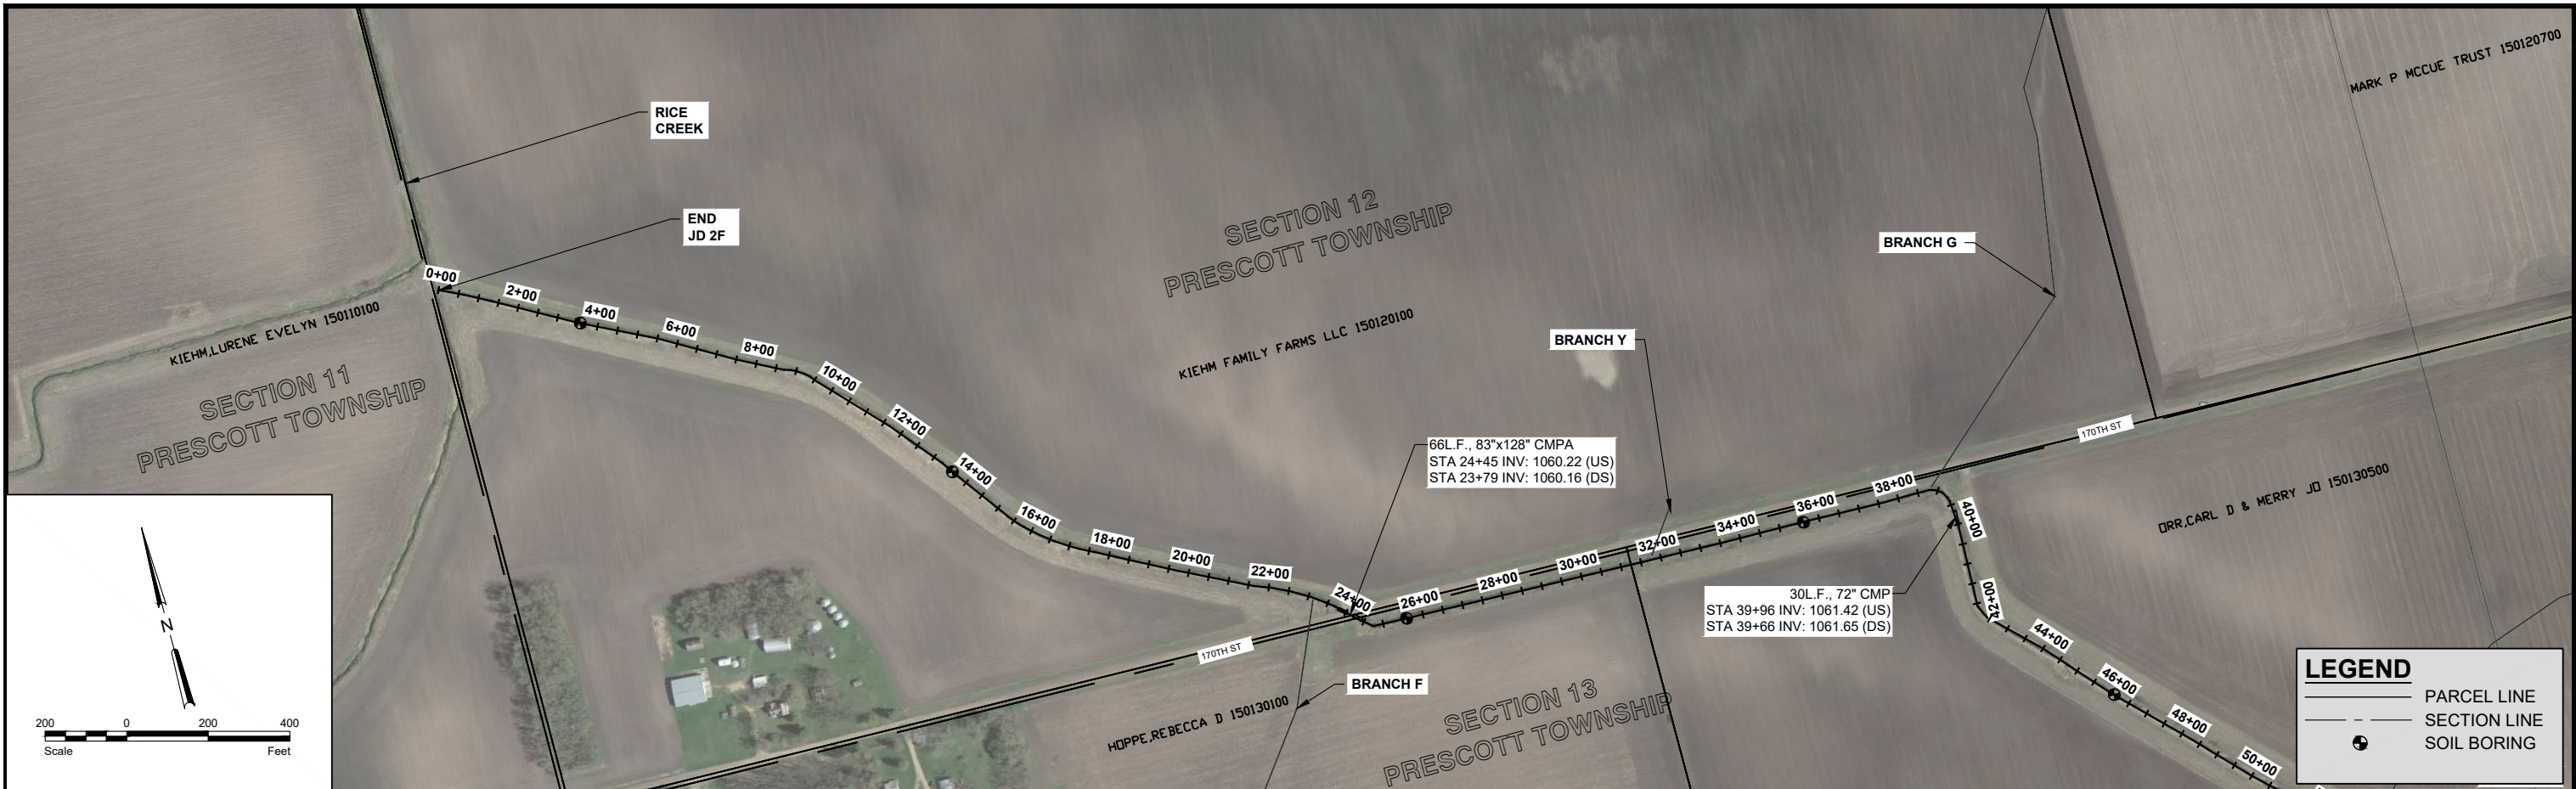 MARK P MCCUE TRUST 150120700
RICE
CREEK
END
JD 2F
SECTION 12
PRESCOTT TOWNSHIP
BRANCH G
KIEHM,LURENE EVELYN 150110100
SECTION 11
PRESCOTT TOWNSHIP
KIEHM FAMILY FARMS LLC 150120100
BRANCH Y
0+00
2+00
4+00
6+00
8+00
10+00
12+00
14+00
16+00
18+00
20+00
22+00
24+00
26+00
28+00
30+00
32+00
34+00
36+00
38+00
40+00
42+00
44+00
46+00
48+00
50+00
66L.F., 83"x128" CMPA
STA 24+45 INV: 1060.22 (US)
STA 23+79 INV: 1060.16 (DS)
170TH ST
ORR,CARL D & MERRY JO 150130500
30L.F., 72" CMP
STA 39+96 INV: 1061.42 (US)
STA 39+66 INV: 1061.65 (DS)
170TH ST
BRANCH F
HOPPE,REBECCA D 150130100
SECTION 13
PRESCOTT TOWNSHIP
N
200 0 200 400
Scale Feet
LEGEND
PARCEL LINE
SECTION LINE
SOIL BORING